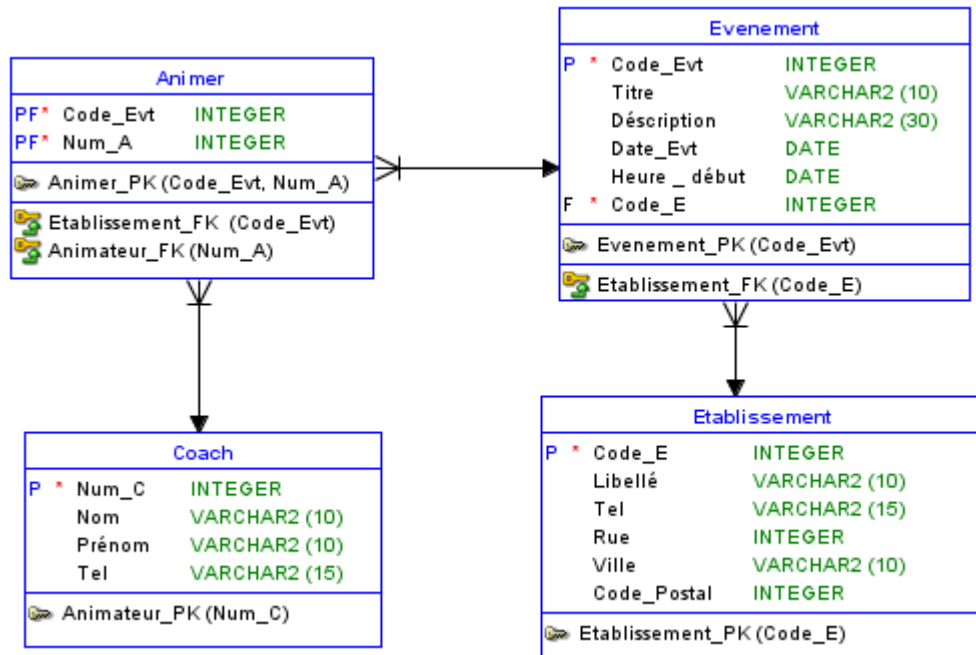 Animer
PF* Code_Evt INTEGER
PF* Num_A INTEGER
Animer_PK (Code_Evt, Num_A)
Etablissement_FK (Code_Evt)
Animateur_FK (Num_A)
Evenement
P * Code_Evt INTEGER
Titre VARCHAR2 (10)
Déscription VARCHAR2 (30)
Date_Evt DATE
Heure _ début DATE
F * Code_E INTEGER
Evenement_PK (Code_Evt)
Etablissement_FK (Code_E)
Coach
P * Num_C INTEGER
Nom VARCHAR2 (10)
Prénom VARCHAR2 (10)
Tel VARCHAR2 (15)
Animateur_PK (Num_C)
Etablissement
P * Code_E INTEGER
Libellé VARCHAR2 (10)
Tel VARCHAR2 (15)
Rue INTEGER
Ville VARCHAR2 (10)
Code_Postal INTEGER
Etablissement_PK (Code_E)